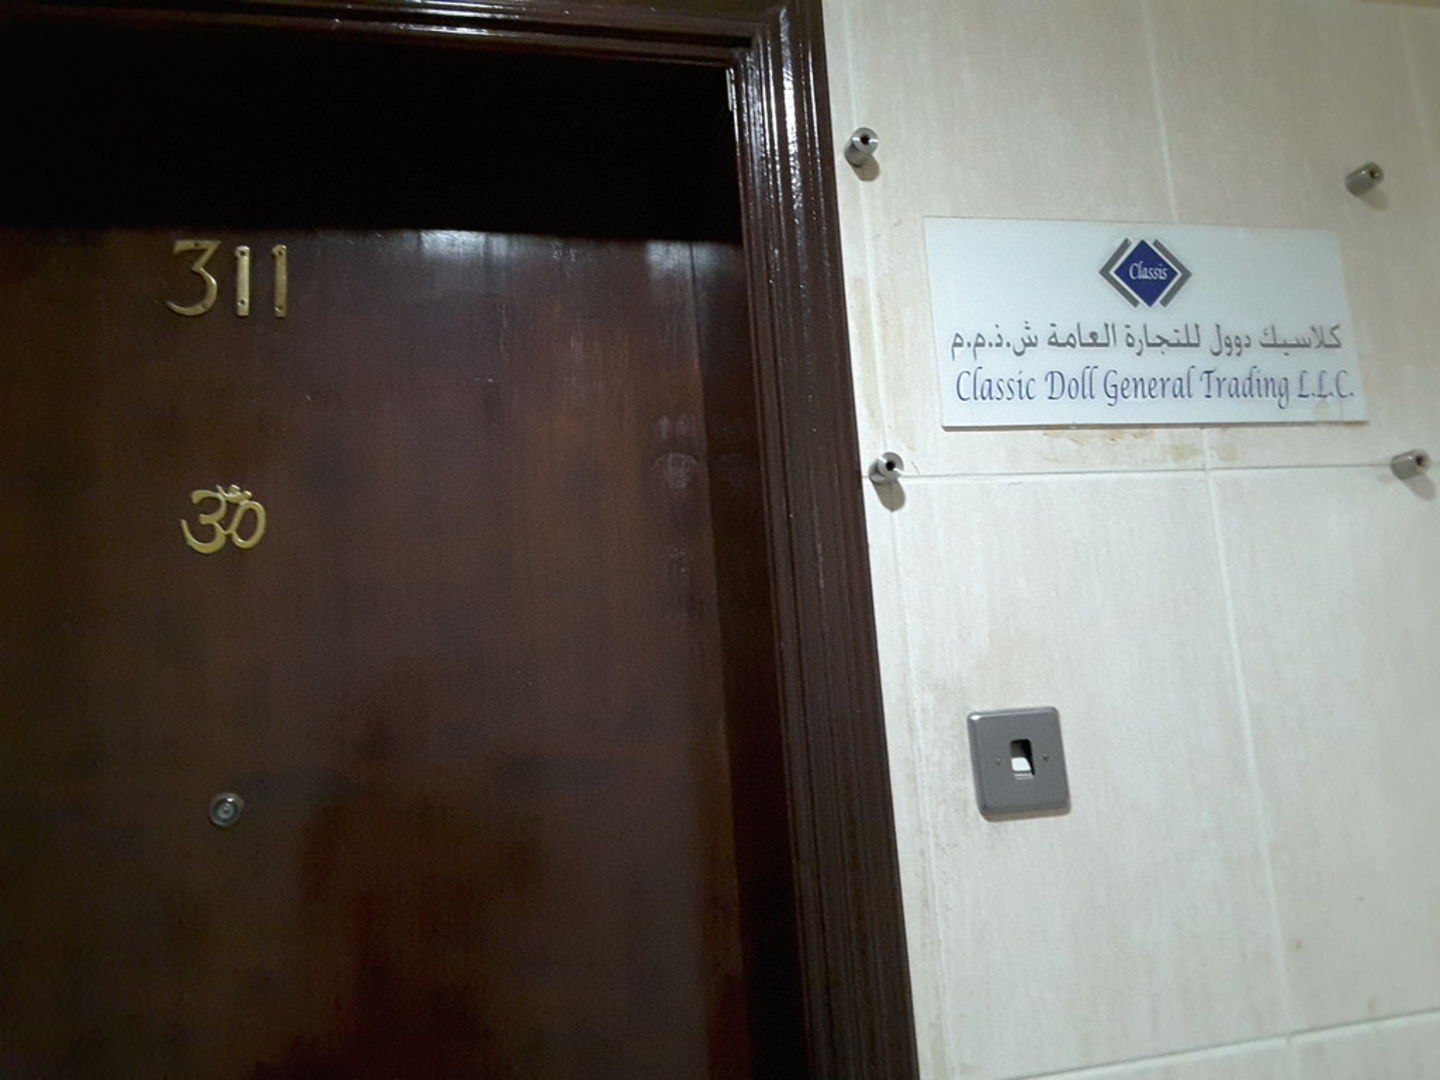 311
ॐ
Classis
كلاسيك دوول للتجارة العامة ش.ذ.م.م
Classic Doll General Trading L.L.C.